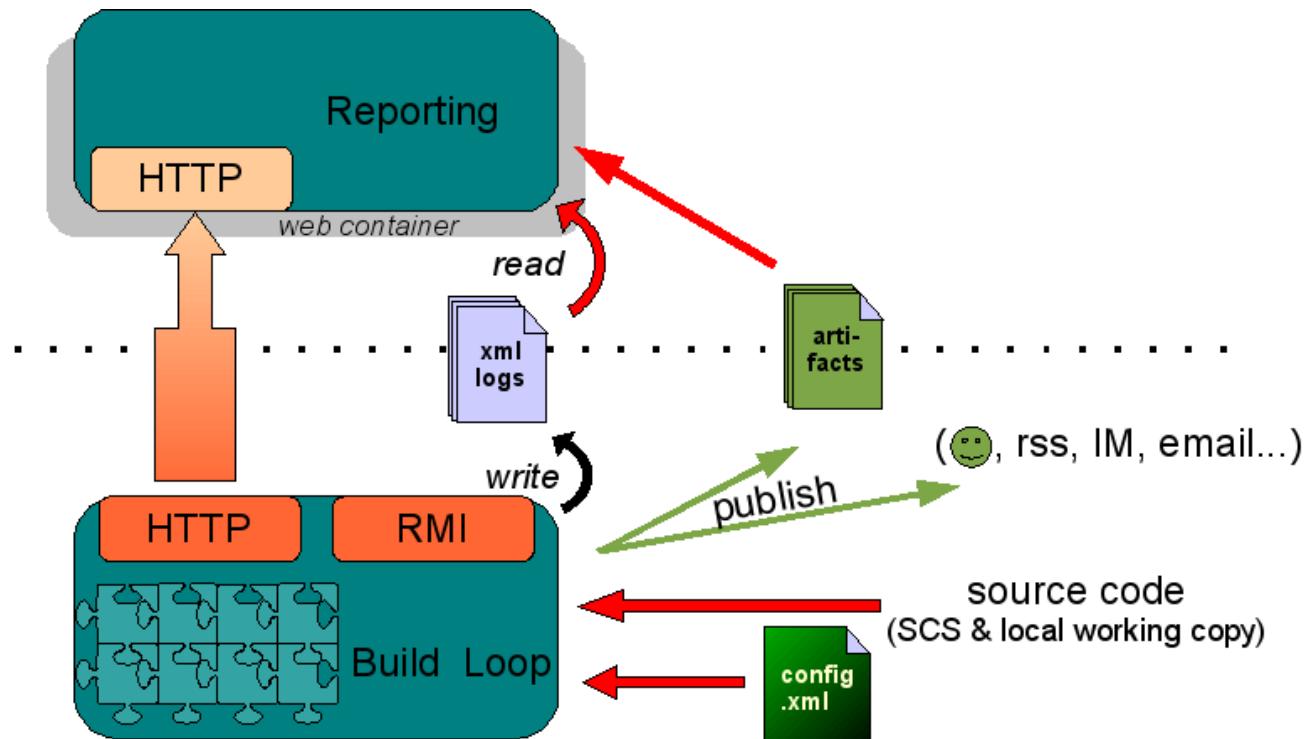 Reporting
HTTP
web container
read
xml
logs
arti-
facts
(, rss, IM, email...)
write
publish
HTTP
RMI
source code
(SCS & local working copy)
Build Loop
config
.xml